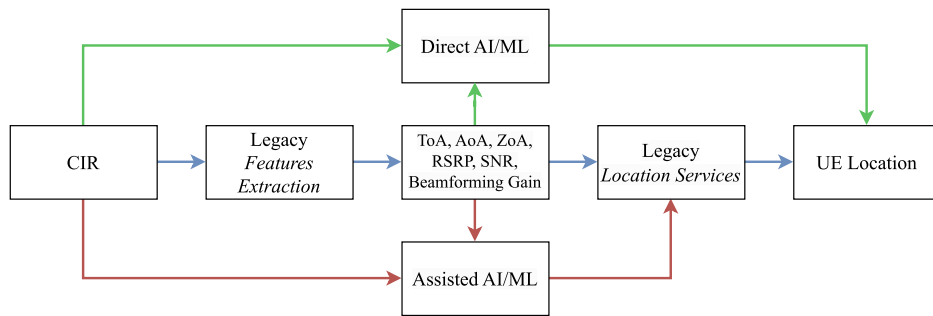 Direct AI/ML
CIR
Legacy
Features
Extraction
ToA, AoA, ZoA,
RSRP, SNR,
Beamforming Gain
Legacy
Location Services
UE Location
Assisted AI/ML